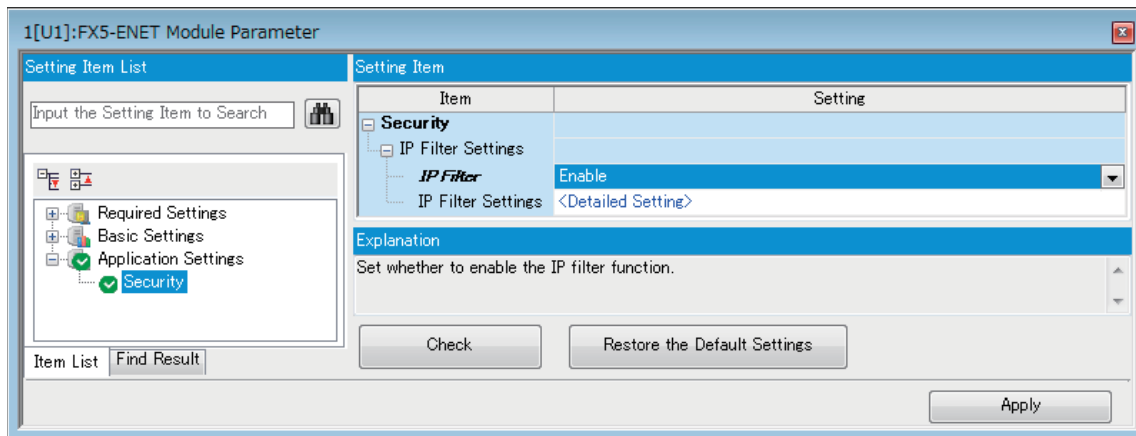 1[U1]:FX5-ENET Module Parameter
Setting Item List
Input the Setting Item to Search
Required Settings
Basic Settings
Application Settings
Security
Item List Find Result
Setting Item
Item Setting
Security
IP Filter Settings
IP Filter Enable
IP Filter Settings <Detailed Setting>
Explanation
Set whether to enable the IP filter function.
Check Restore the Default Settings
Apply